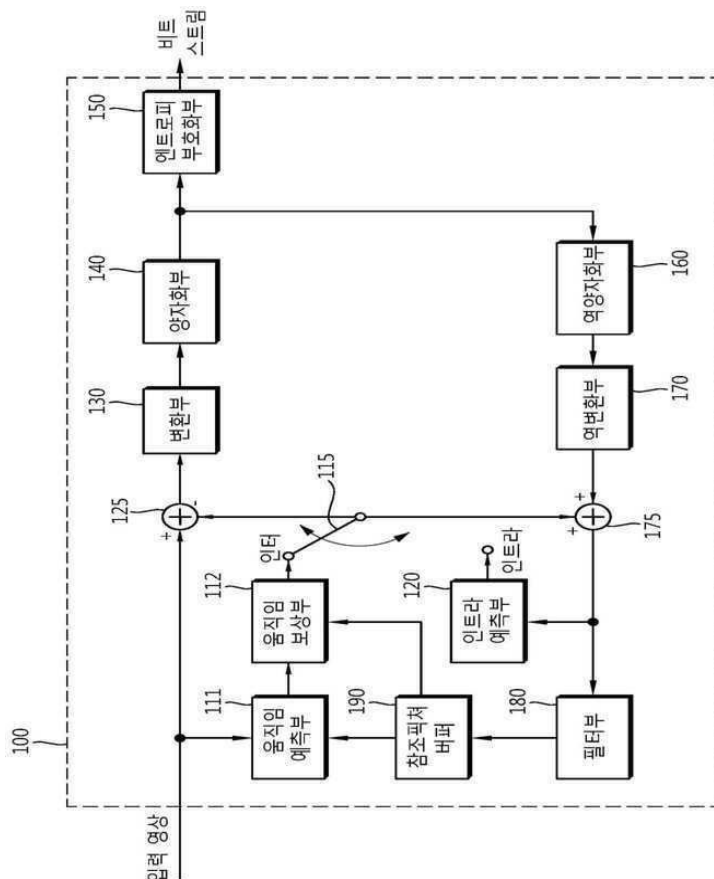 100
입력 영상
125
+
-
130
변환부
140
양자화부
150
엔트로피
부호화부
비트
스트림
111
움직임
예측부
112
움직임
보상부
인터
115
190
참조픽쳐
버퍼
120
인트라
예측부
인트라
180
필터부
+
+
175
170
역변환부
160
역양자화부